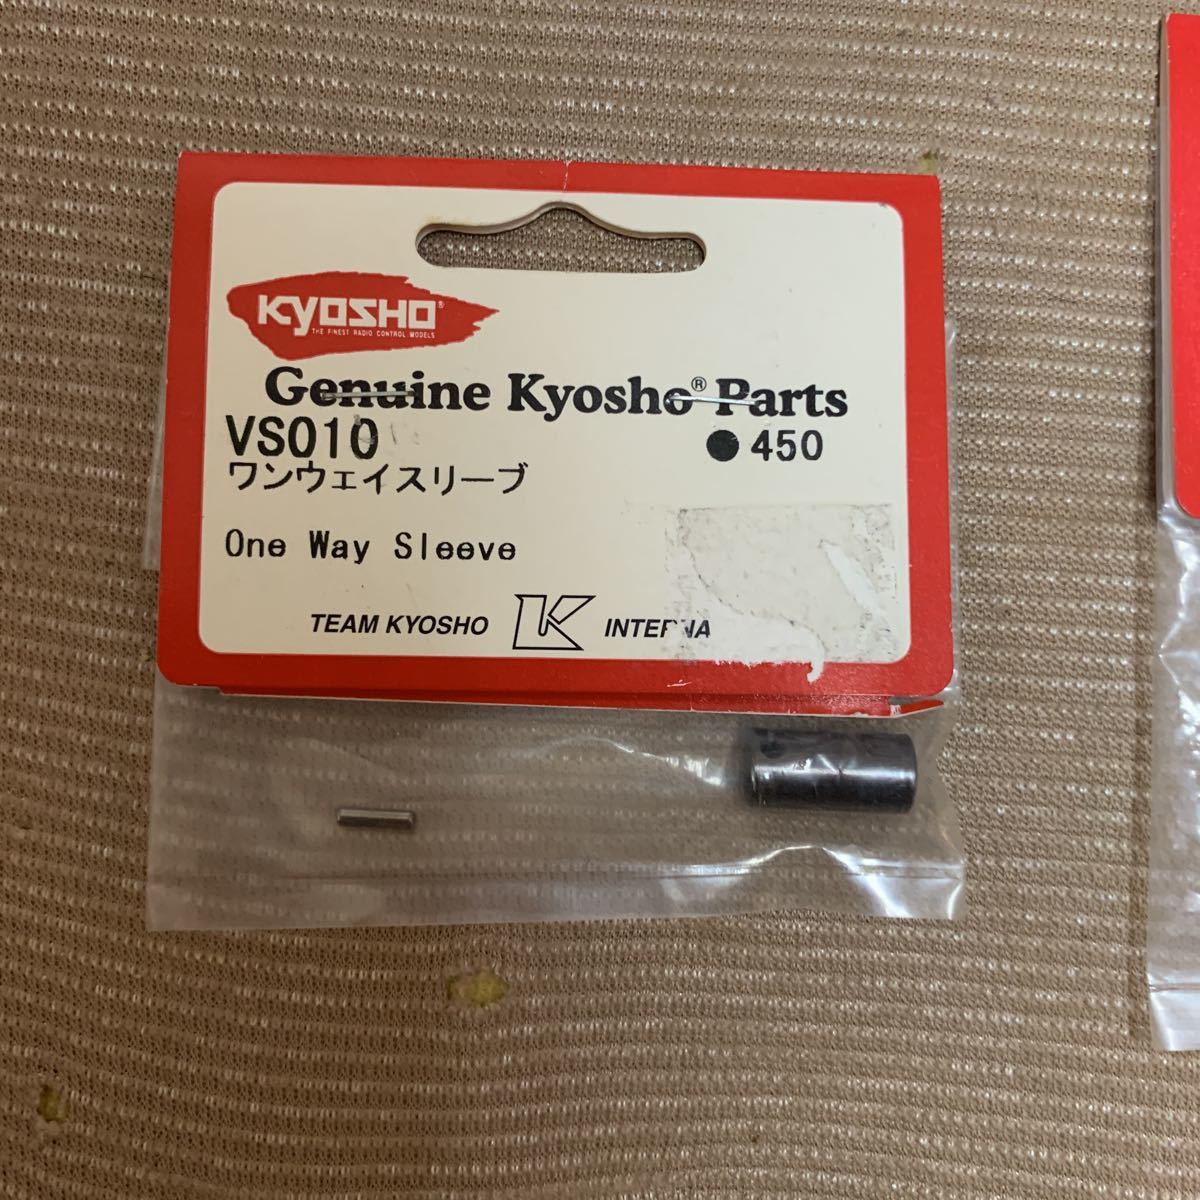 KYOSHO®
THE FINEST RADIO CONTROL MODELS
Genuine Kyosho® Parts
VS010
●450
ワンウェイスリーブ
One Way Sleeve
TEAM KYOSHO K INTERNA